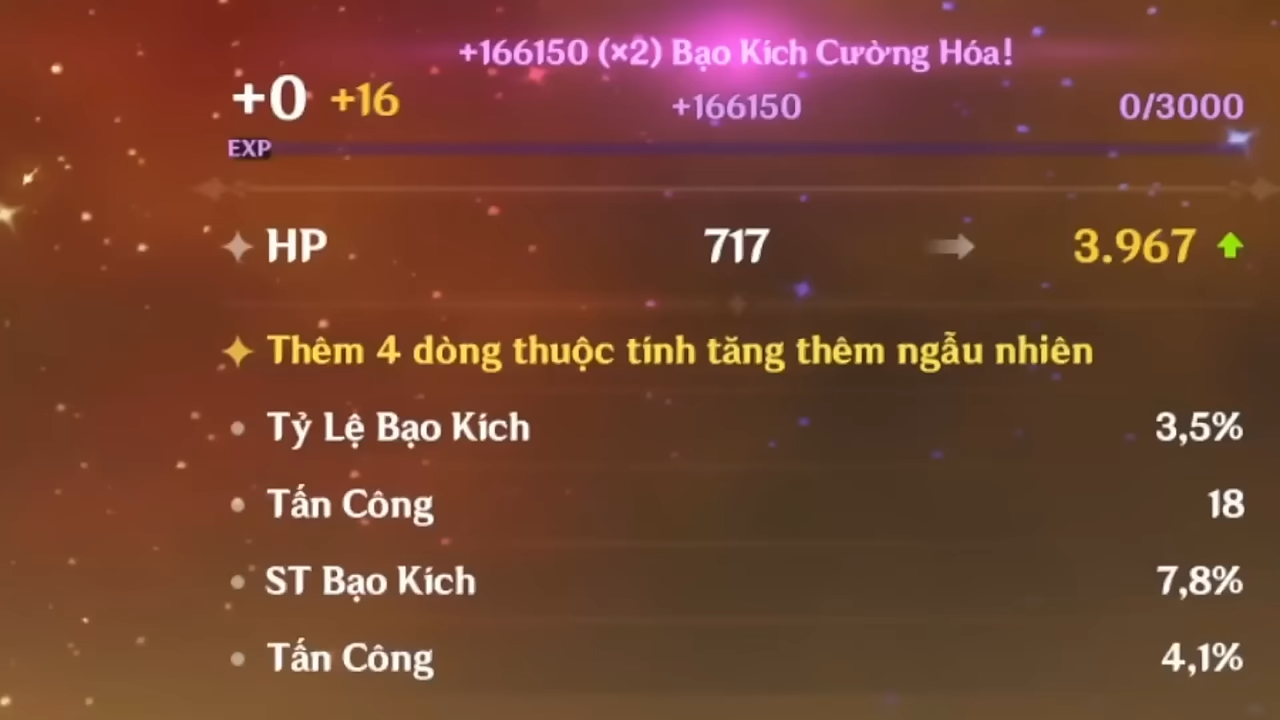 +166150 (×2) Bạo Kích Cường Hóa!
+0 +16 +166150 0/3000
EXP
HP 717 3.967
Thêm 4 dòng thuộc tính tăng thêm ngẫu nhiên
Tỷ Lệ Bạo Kích 3,5%
Tấn Công 18
ST Bạo Kích 7,8%
Tấn Công 4,1%